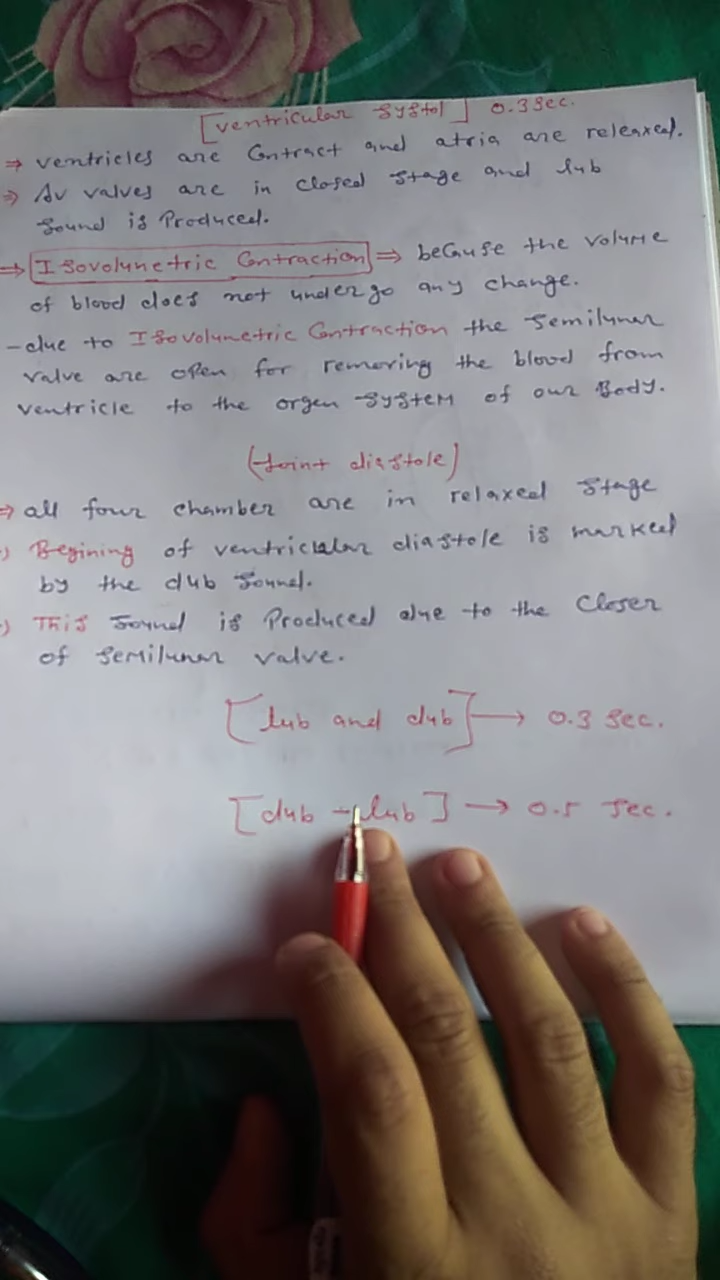 [ventricular systol] 0.3 sec.
⇒ ventricles are Contract and atria are releaxed.
⇒ Av valves are in closed stage and lub
sound is Produced.
⇒ Isovolumetric Contraction ⇒ because the volume
of blood does not undergo any change.
- due to Isovolumetric Contraction the semilunar
valve are open for removing the blood from
ventricle to the orgen system of our Body.
(Joint diastole)
⇒ all four chamber are in relaxed stage
⇒) Begining of ventricular diastole is marked
by the dub sound.
⇒) This sound is Produced due to the closer
of semilunar valve.
[lub and dub] → 0.3 sec.
[dub - lub] → 0.5 sec.